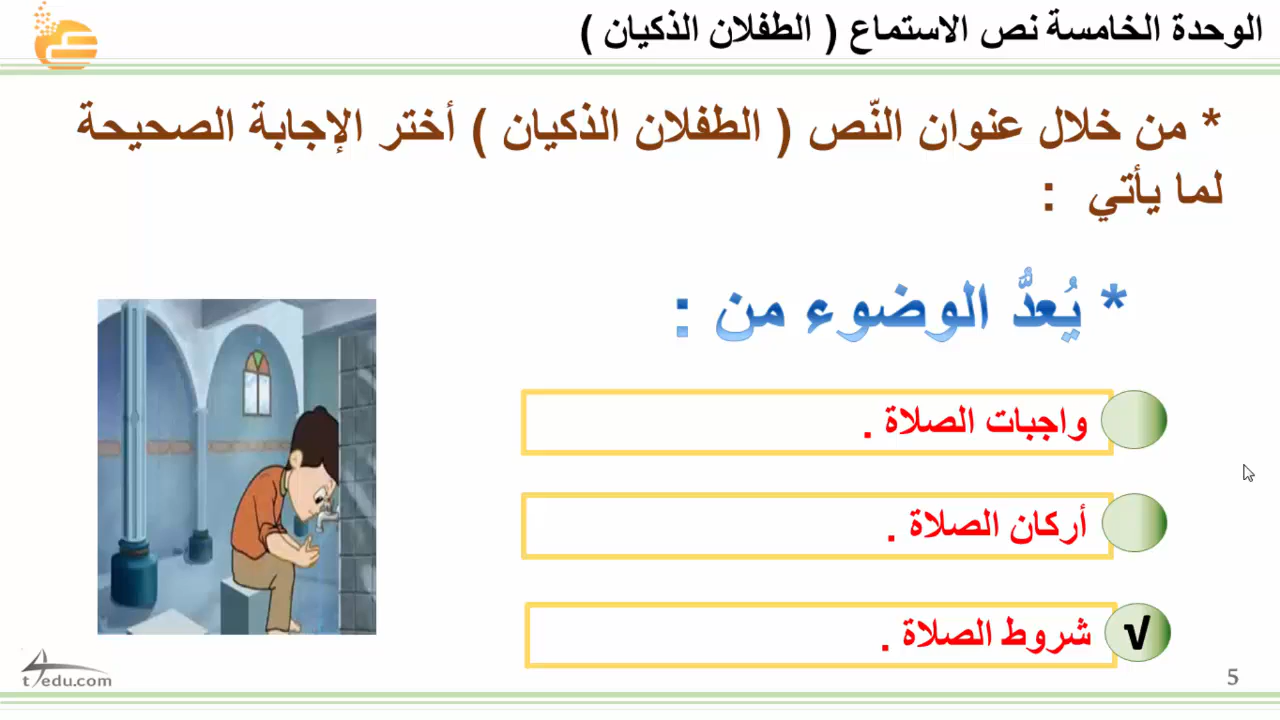 الوحدة الخامسة نص الاستماع ( الطفلان الذكيان )
* من خلال عنوان النّص ( الطفلان الذكيان ) أختر الإجابة الصحيحة
لما يأتي :
* يُعدُّ الوضوء من :
واجبات الصلاة .
أركان الصلاة .
شروط الصلاة .
√
t4edu.com
5